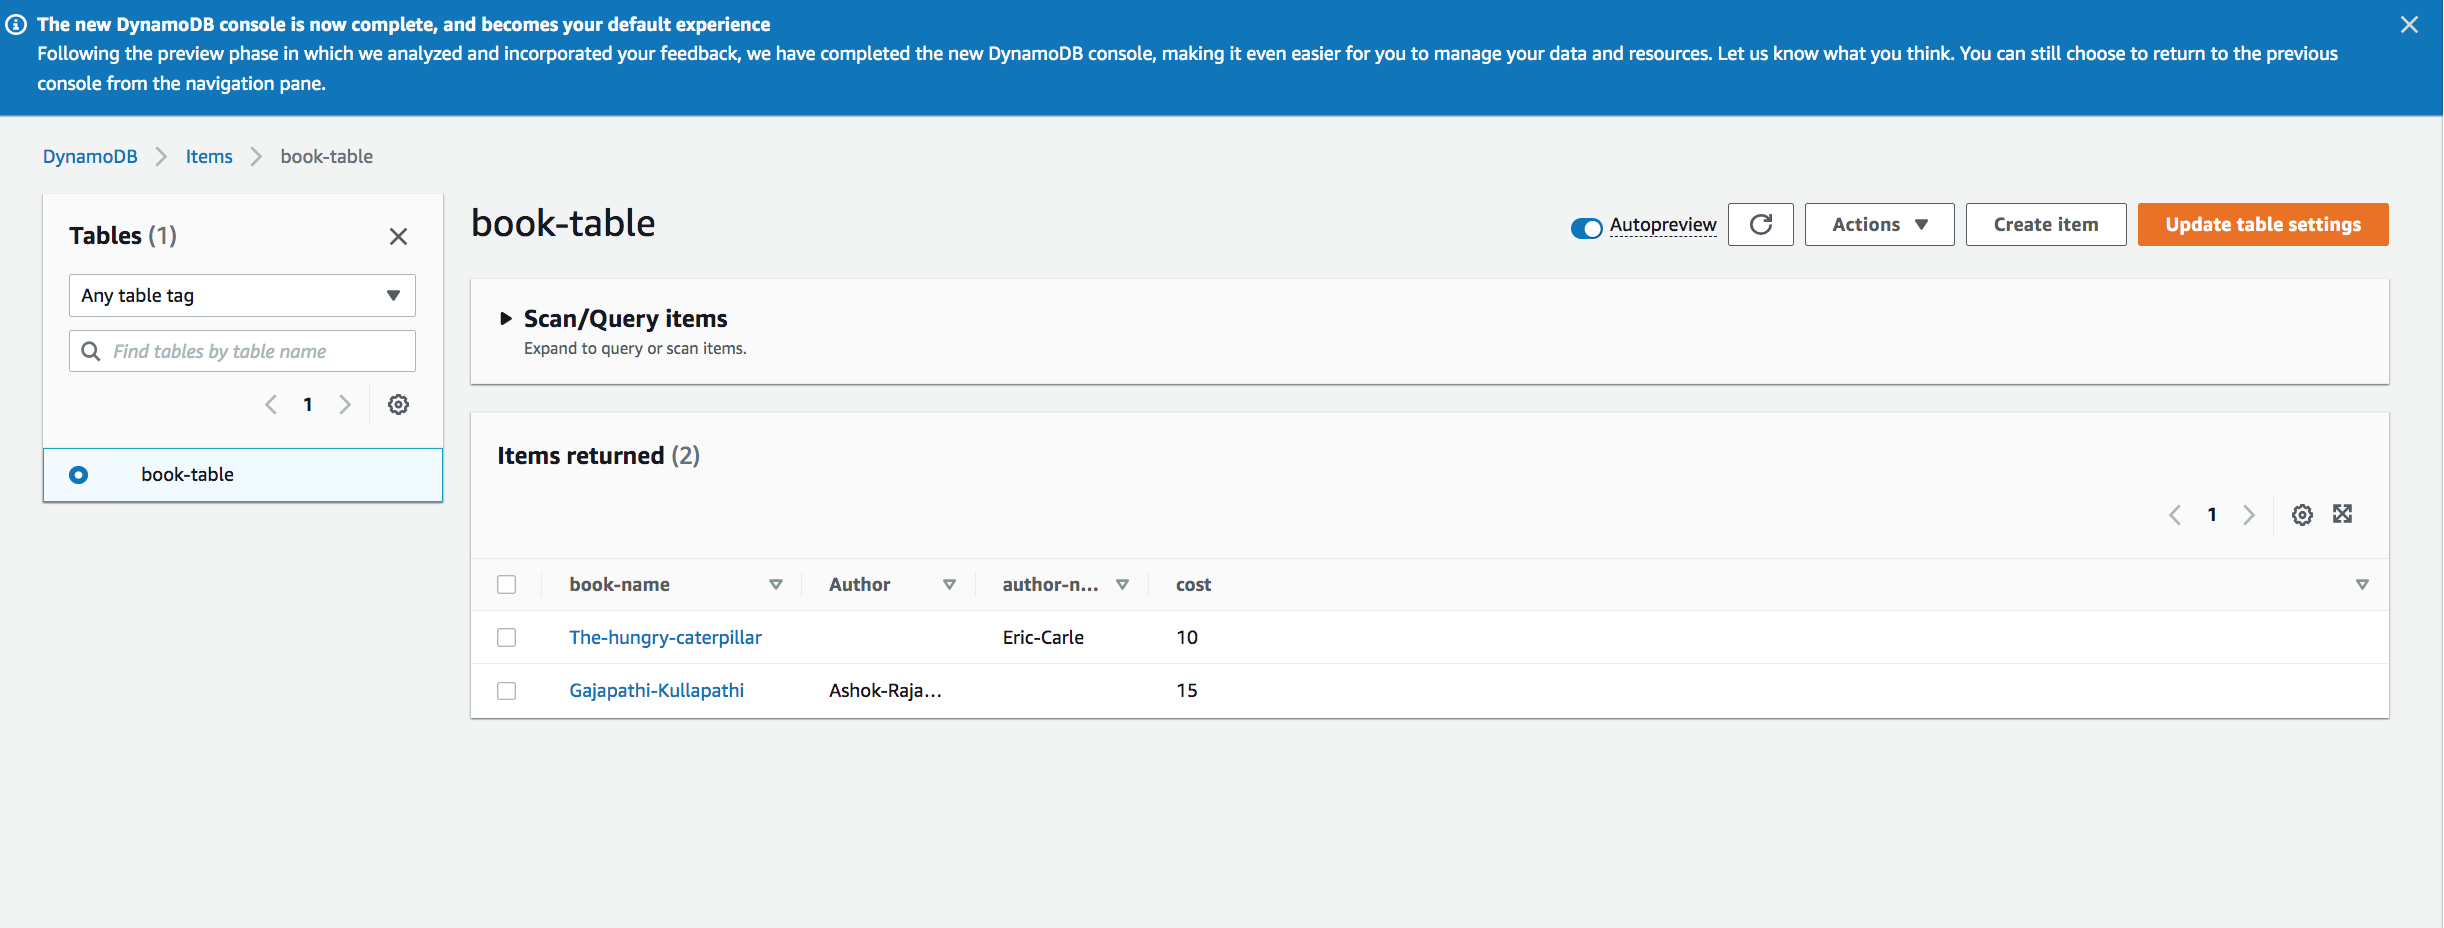 The new DynamoDB console is now complete, and becomes your default experience
Following the preview phase in which we analyzed and incorporated your feedback, we have completed the new DynamoDB console, making it even easier for you to manage your data and resources. Let us know what you think. You can still choose to return to the previous
console from the navigation pane.
DynamoDB
Items
book-table
Tables (1)
Any table tag
Find tables by table name
1
book-table
book-table
Autopreview
Actions
Create item
Update table settings
Scan/Query items
Expand to query or scan items.
Items returned (2)
1
book-name Author author-n... cost
The-hungry-caterpillar Eric-Carle 10
Gajapathi-Kullapathi Ashok-Raja... 15